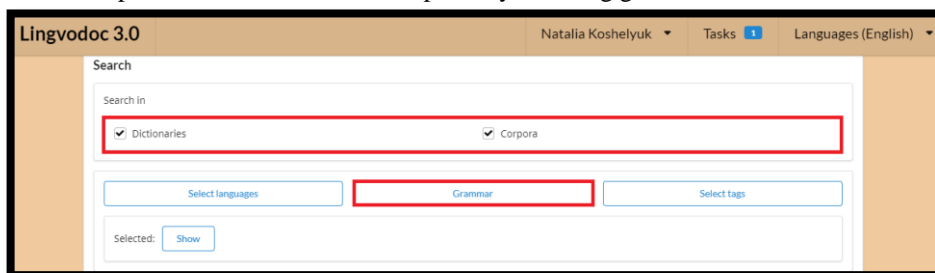 Lingvodoc 3.0 Natalia Koshelyuk Tasks 1 Languages (English)
Search
Search in
Dictionaries Corpora
Select languages Grammar Select tags
Selected: Show